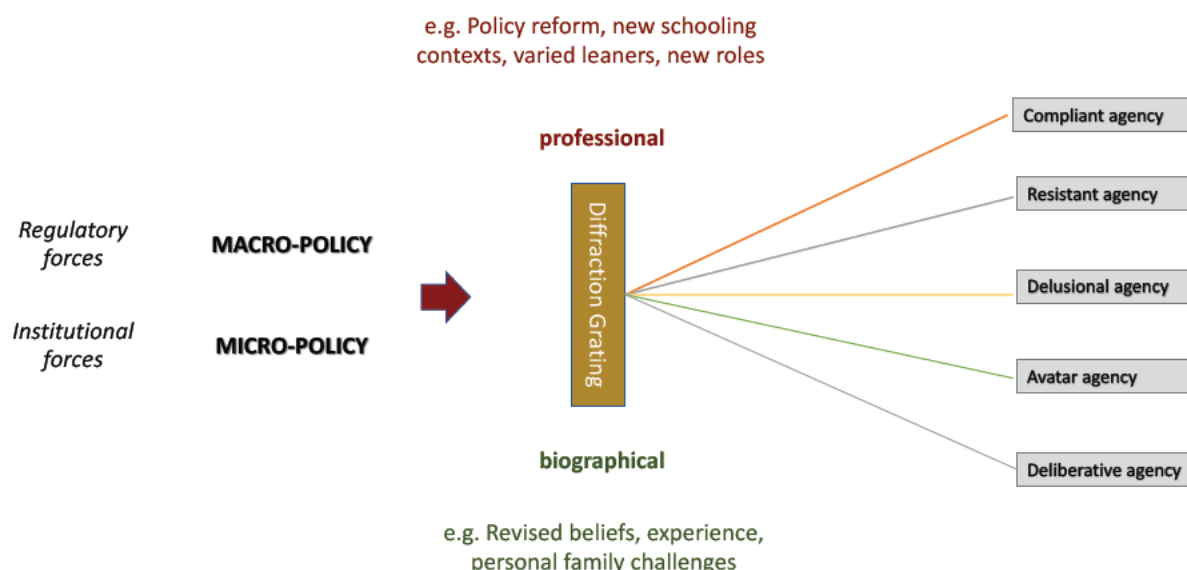 e.g. Policy reform, new schooling
contexts, varied leaners, new roles
professional
Regulatory
forces
MACRO-POLICY
Institutional
forces
MICRO-POLICY
Diffraction Grating
biographical
e.g. Revised beliefs, experience,
personal family challenges
Compliant agency
Resistant agency
Delusional agency
Avatar agency
Deliberative agency